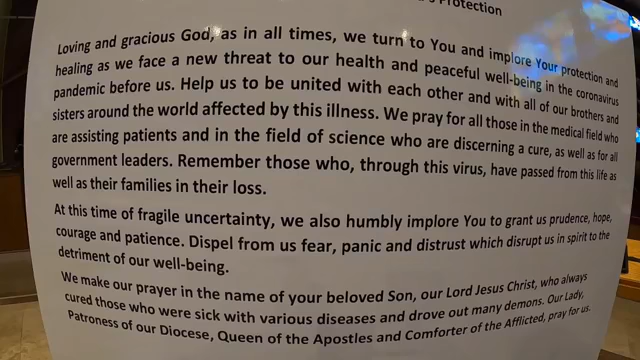 Protection
Loving and gracious God, as in all times, we turn to You and implore Your protection and
healing as we face a new threat to our health and peaceful well-being in the coronavirus
pandemic before us. Help us to be united with each other and with all of our brothers and
sisters around the world affected by this illness. We pray for all those in the medical field who
are assisting patients and in the field of science who are discerning a cure, as well as for all
government leaders. Remember those who, through this virus, have passed from this life as
well as their families in their loss.
At this time of fragile uncertainty, we also humbly implore You to grant us prudence, hope,
courage and patience. Dispel from us fear, panic and distrust which disrupt us in spirit to the
detriment of our well-being.
We make our prayer in the name of your beloved Son, our Lord Jesus Christ, who always
cured those who were sick with various diseases and drove out many demons. Our Lady,
Patroness of our Diocese, Queen of the Apostles and Comforter of the Afflicted, pray for us.